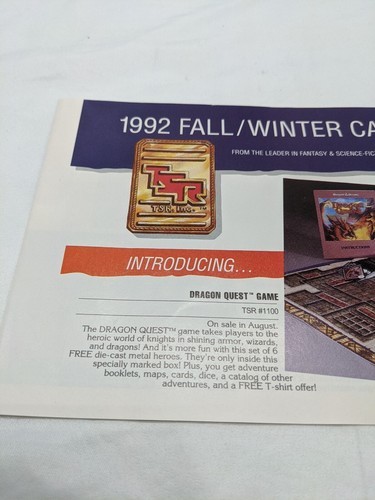 1992 FALL/WINTER CA
FROM THE LEADER IN FANTASY & SCIENCE-FIC
TSR
TSR, Inc.™
INTRODUCING...
DRAGON QUEST™ GAME
TSR #1100
On sale in August.
The DRAGON QUEST™ game takes players to the
heroic world of knights in shining armor, wizards,
and dragons! And it's more fun with this set of 6
FREE die-cast metal heroes. They're only inside this
specially marked box! Plus, you get adventure
booklets, maps, cards, dice, a catalog of other
adventures, and a FREE T-shirt offer!